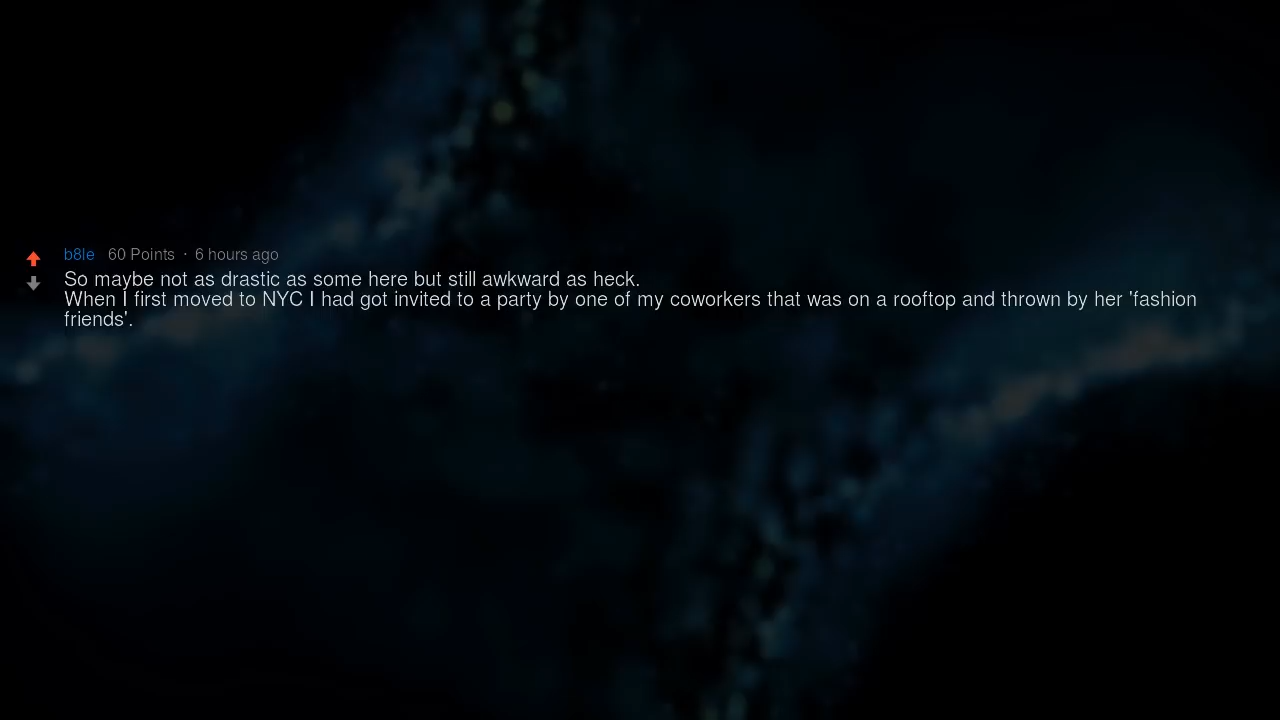 b8le 60 Points · 6 hours ago
So maybe not as drastic as some here but still awkward as heck.
When I first moved to NYC I had got invited to a party by one of my coworkers that was on a rooftop and thrown by her 'fashion
friends'.